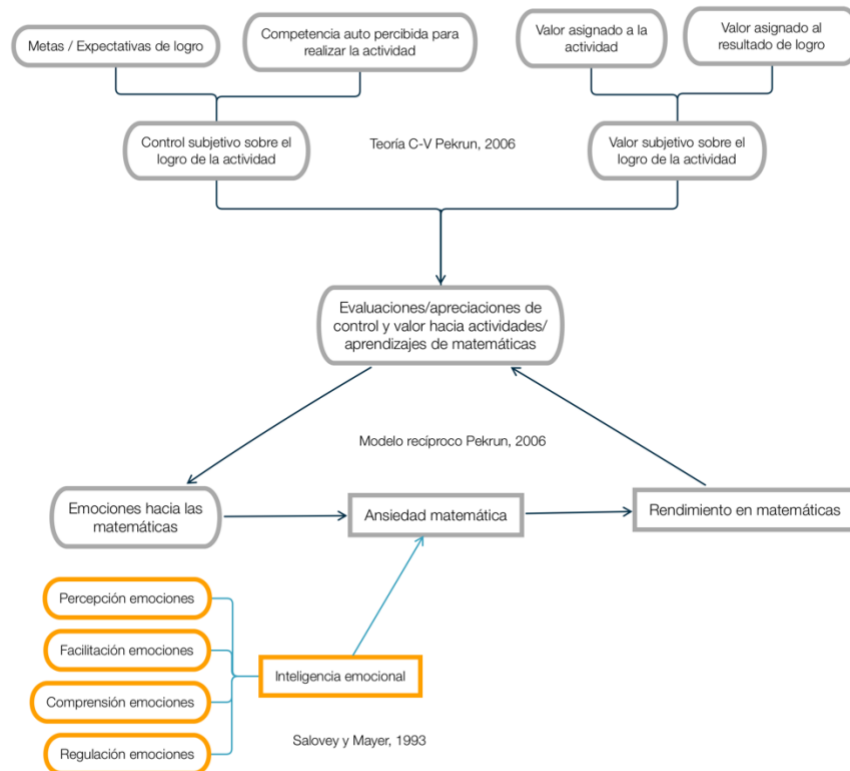 Metas / Expectativas de logro
Competencia auto percibida para
realizar la actividad
Valor asignado a la
actividad
Valor asignado al
resultado de logro
Control subjetivo sobre el
logro de la actividad
Teoría C-V Pekrun, 2006
Valor subjetivo sobre el
logro de la actividad
Evaluaciones/apreciaciones de
control y valor hacia actividades/
aprendizajes de matemáticas
Modelo recíproco Pekrun, 2006
Emociones hacia las
matemáticas
Ansiedad matemática
Rendimiento en matemáticas
Percepción emociones
Facilitación emociones
Inteligencia emocional
Comprensión emociones
Salovey y Mayer, 1993
Regulación emociones